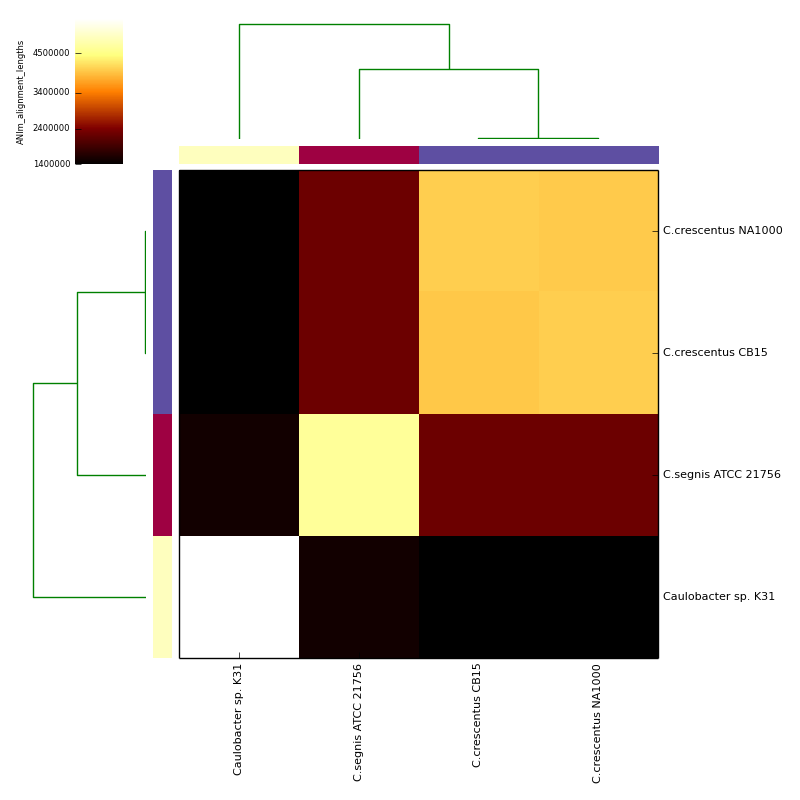 ANIm_alignment_lengths
4500000
3400000
2400000
1400000
C.crescentus NA1000
C.crescentus CB15
C.segnis ATCC 21756
Caulobacter sp. K31
Caulobacter sp. K31
C.segnis ATCC 21756
C.crescentus CB15
C.crescentus NA1000